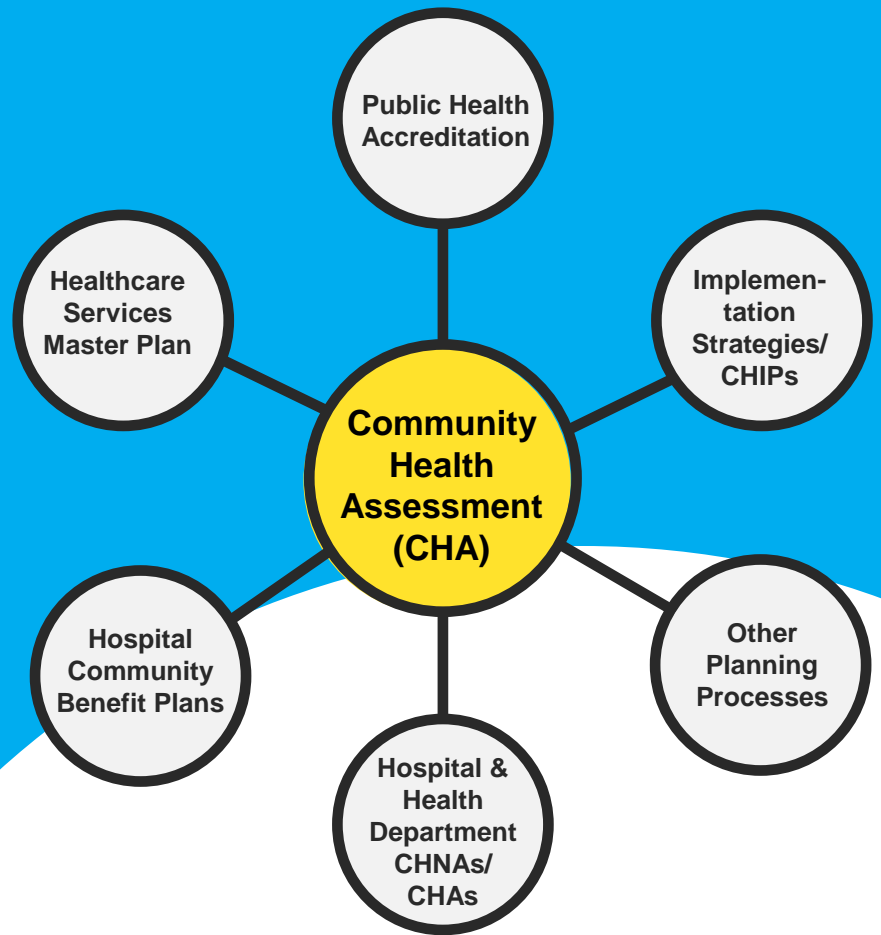 Public Health
Accreditation
Healthcare
Services
Master Plan
Implemen-
tation
Strategies/
CHIPs
Community
Health
Assessment
(CHA)
Hospital
Community
Benefit Plans
Other
Planning
Processes
Hospital &
Health
Department
CHNAs/
CHAs